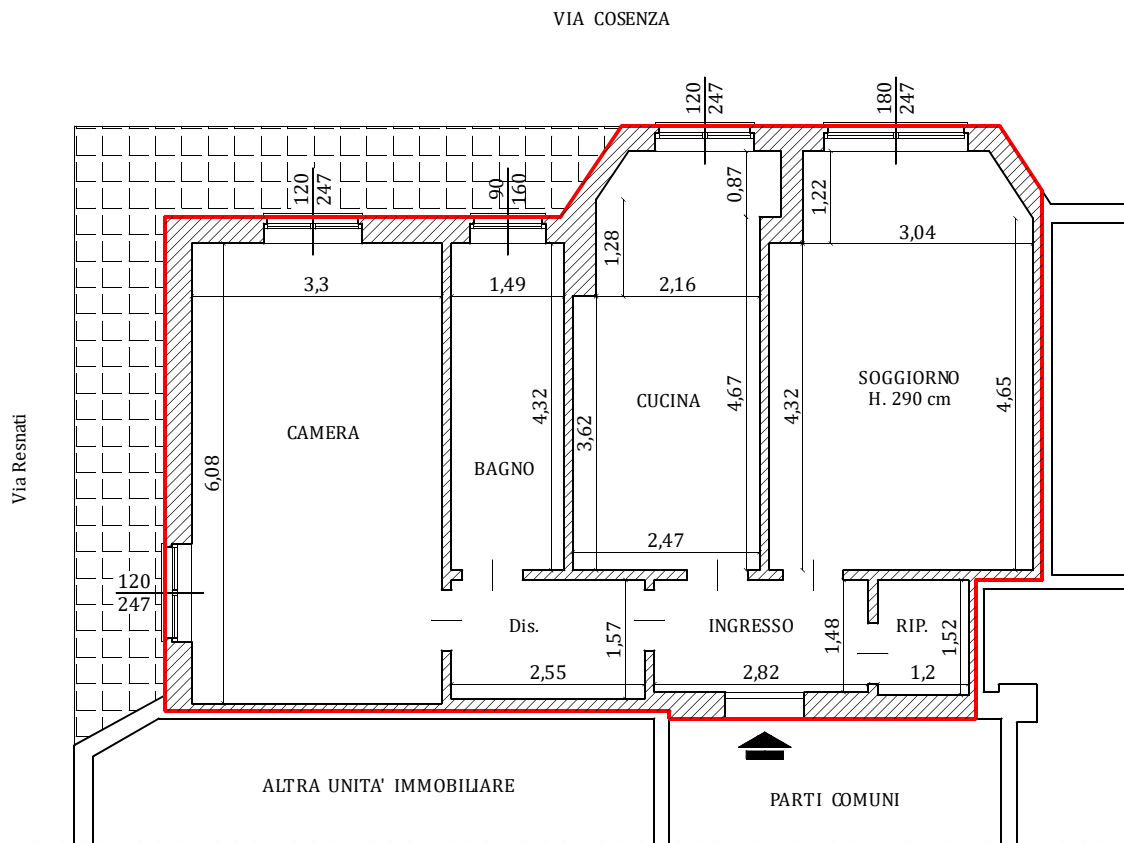 VIA COSENZA
120
247
180
247
120
247
90
160
0,87
1,22
1,28
3,04
3,3
1,49
2,16
SOGGIORNO
H. 290 cm
CUCINA
CAMERA
BAGNO
4,32
3,62
4,67
4,32
4,65
6,08
Via Resnati
2,47
120
247
Dis.
INGRESSO
RIP.
1,57
1,48
1,52
2,55
2,82
1,2
ALTRA UNITA' IMMOBILIARE
PARTI COMUNI